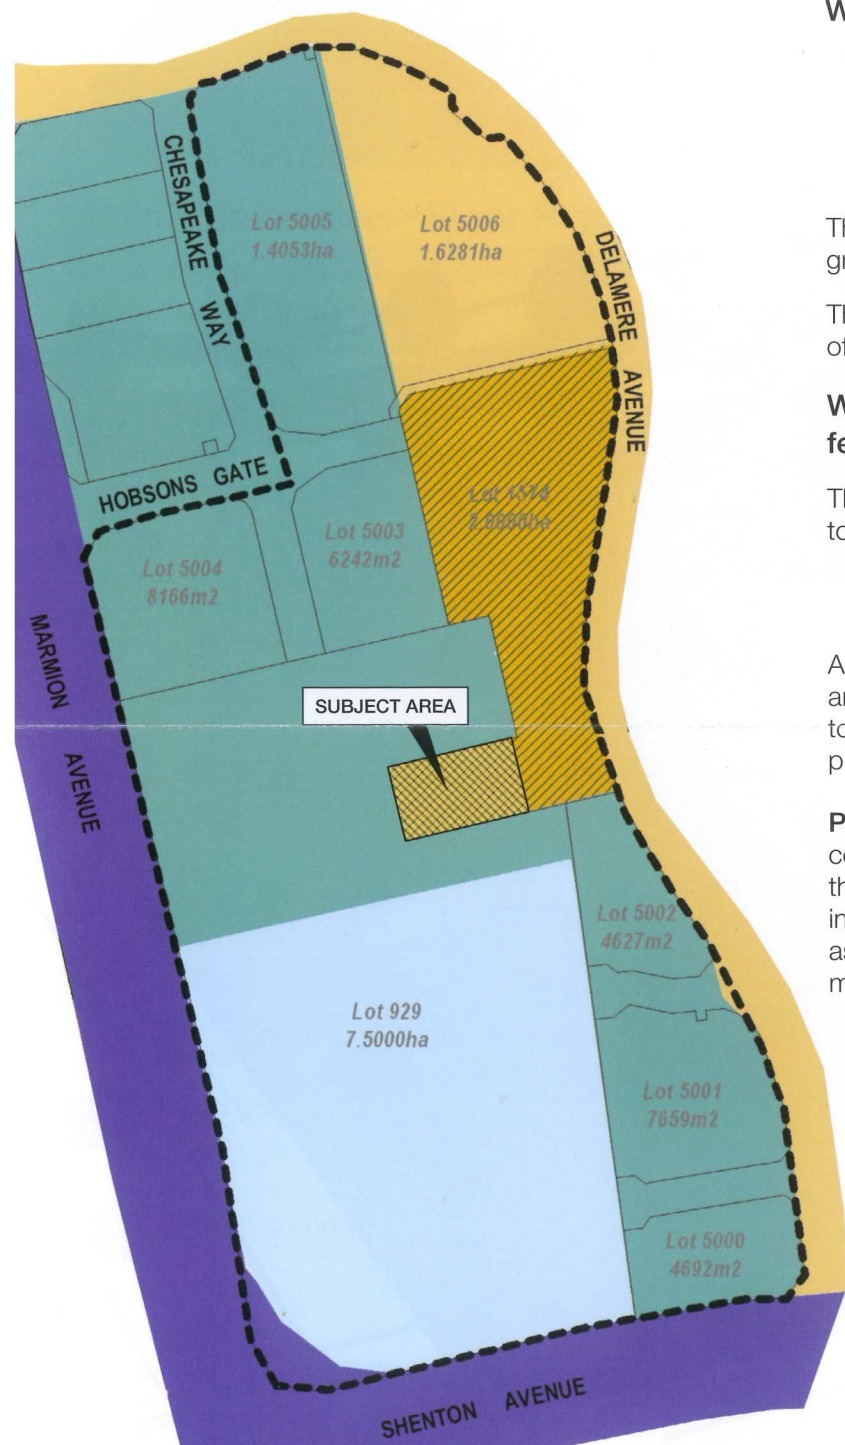 W
CHESAPEAKE WAY
Lot 5005
1.4053ha
Lot 5006
1.6281ha
DELAMERE AVENUE
Th
gr
Th
of
W
fe
Th
to
HOBSONS GATE
Lot 5003
6242m2
Lot 5004
8166m2
MARMION AVENUE
SUBJECT AREA
A
ar
to
p
P
co
th
in
as
m
Lot 5002
4627m2
Lot 929
7.5000ha
Lot 5001
7659m2
Lot 5000
4692m2
SHENTON AVENUE